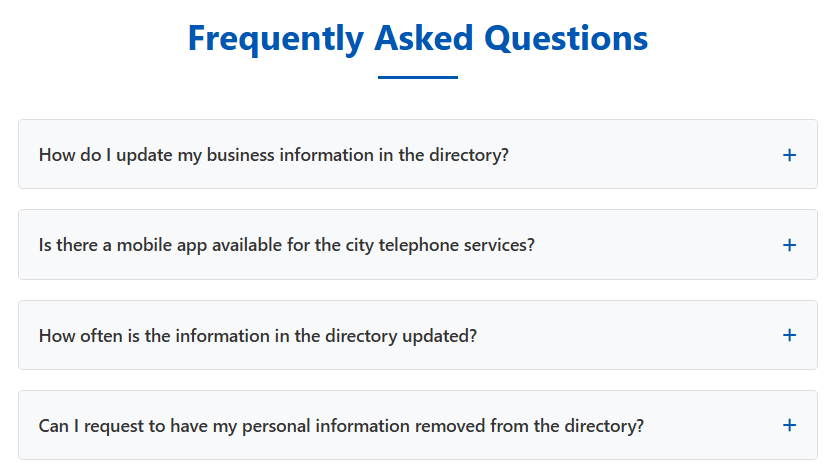 Frequently Asked Questions
How do I update my business information in the directory?
+
Is there a mobile app available for the city telephone services?
+
How often is the information in the directory updated?
+
Can I request to have my personal information removed from the directory?
+